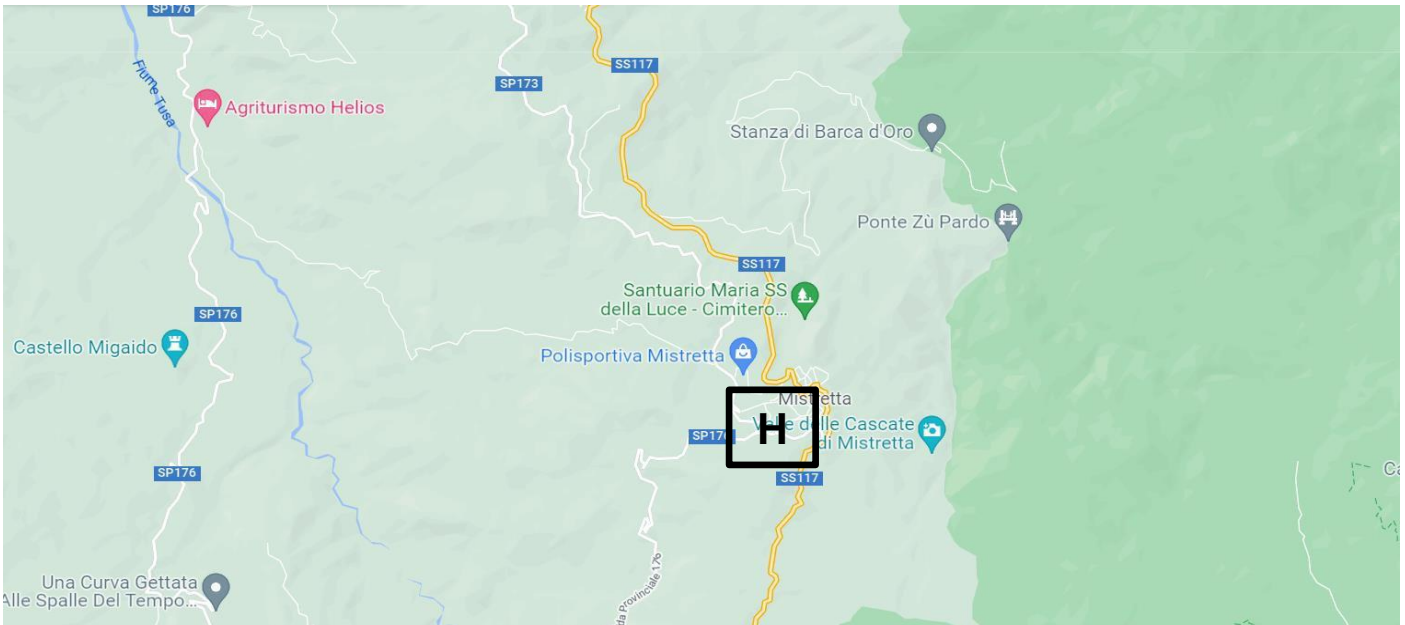 SP176
SS117
Fiume Tusa
SP173
Agriturismo Helios
Stanza di Barca d'Oro
Ponte Zù Pardo
SS117
Santuario Maria SS
della Luce - Cimitero...
SP176
Castello Migaido
Polisportiva Mistretta
Mistretta
H
Valle delle Cascate
di Mistretta
SP176
SP176
SS117
Una Curva Gettata
Alle Spalle Del Tempo...
Provinciale 176